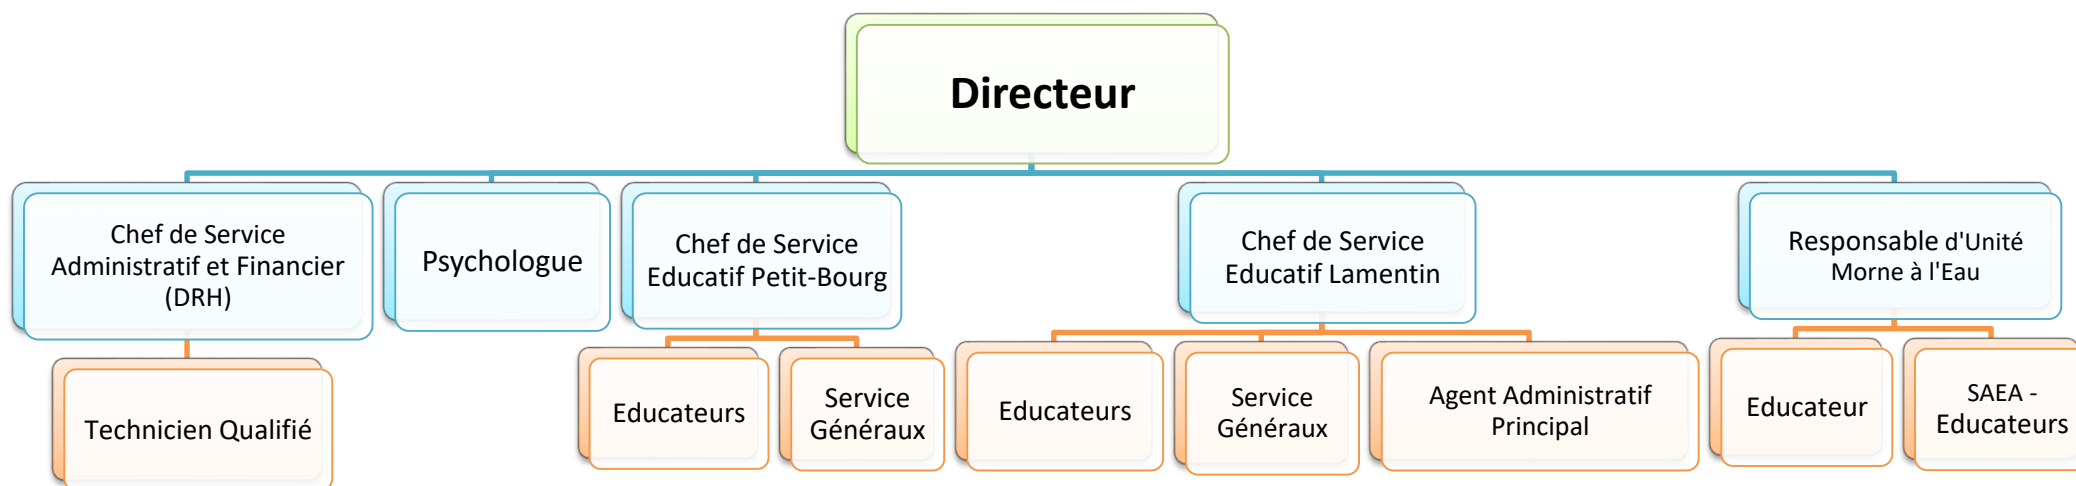 Directeur
Chef de Service
Administratif et Financier
(DRH)
Psychologue
Chef de Service
Educatif Petit-Bourg
Chef de Service
Educatif Lamentin
Responsable d'Unité
Morne à l'Eau
Technicien Qualifié
Educateurs
Service
Généraux
Educateurs
Service
Généraux
Agent Administratif
Principal
Educateur
SAEA -
Educateurs